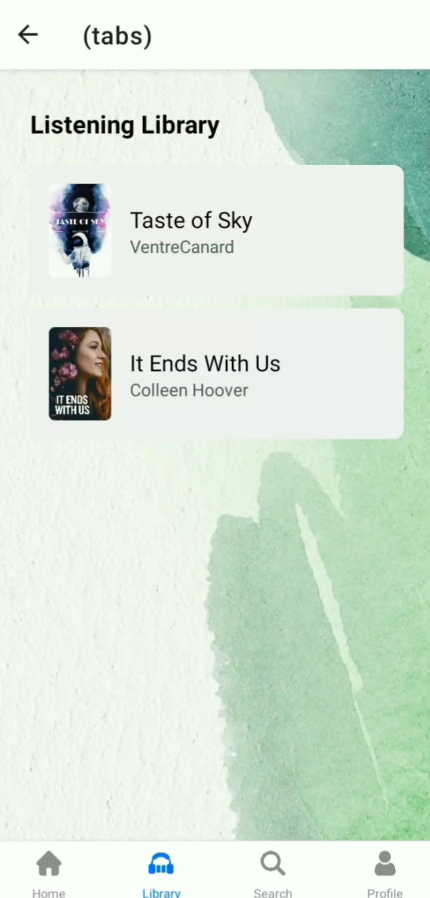 (tabs)
Listening Library
TASTE OF SKY
Taste of Sky
VentreCanard
It Ends With Us
Colleen Hoover
IT ENDS
WITH US
Home
Library
Search
Profile